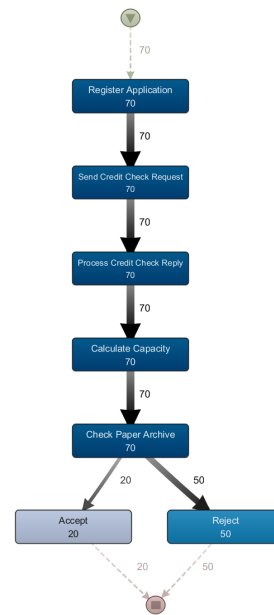 70
Register Application
70
70
Send Credit Check Request
70
70
Process Credit Check Reply
70
70
Calculate Capacity
70
70
Check Paper Archive
70
20 50
Accept Reject
20 50
20 50